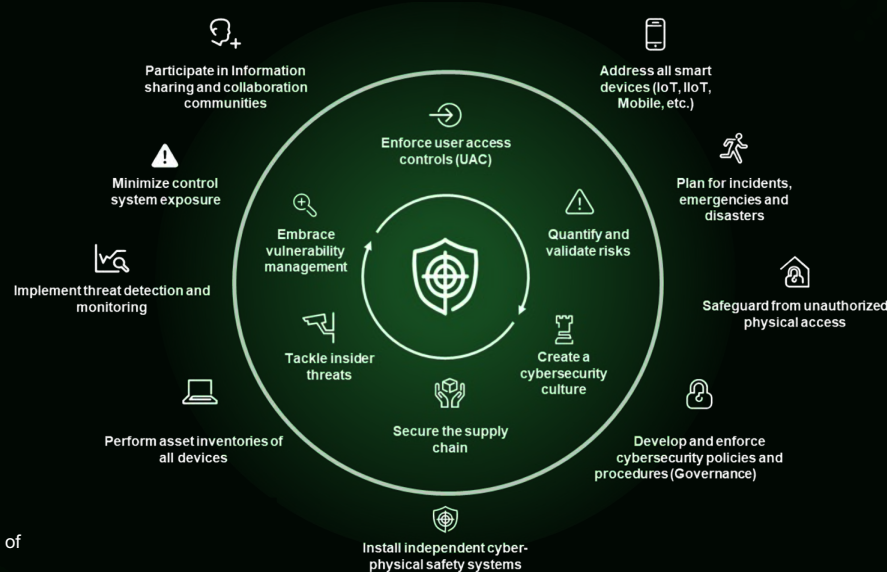 Participate in Information
sharing and collaboration
communities
Address all smart
devices (IoT, IIoT,
Mobile, etc.)
Enforce user access
controls (UAC)
Minimize control
system exposure
Plan for incidents,
emergencies and
disasters
Embrace
vulnerability
management
Quantify and
validate risks
Implement threat detection and
monitoring
Safeguard from unauthorized
physical access
Tackle insider
threats
Create a
cybersecurity
culture
Secure the supply
chain
Perform asset inventories of
all devices
Develop and enforce
cybersecurity policies and
procedures (Governance)
of
Install independent cyber-
physical safety systems